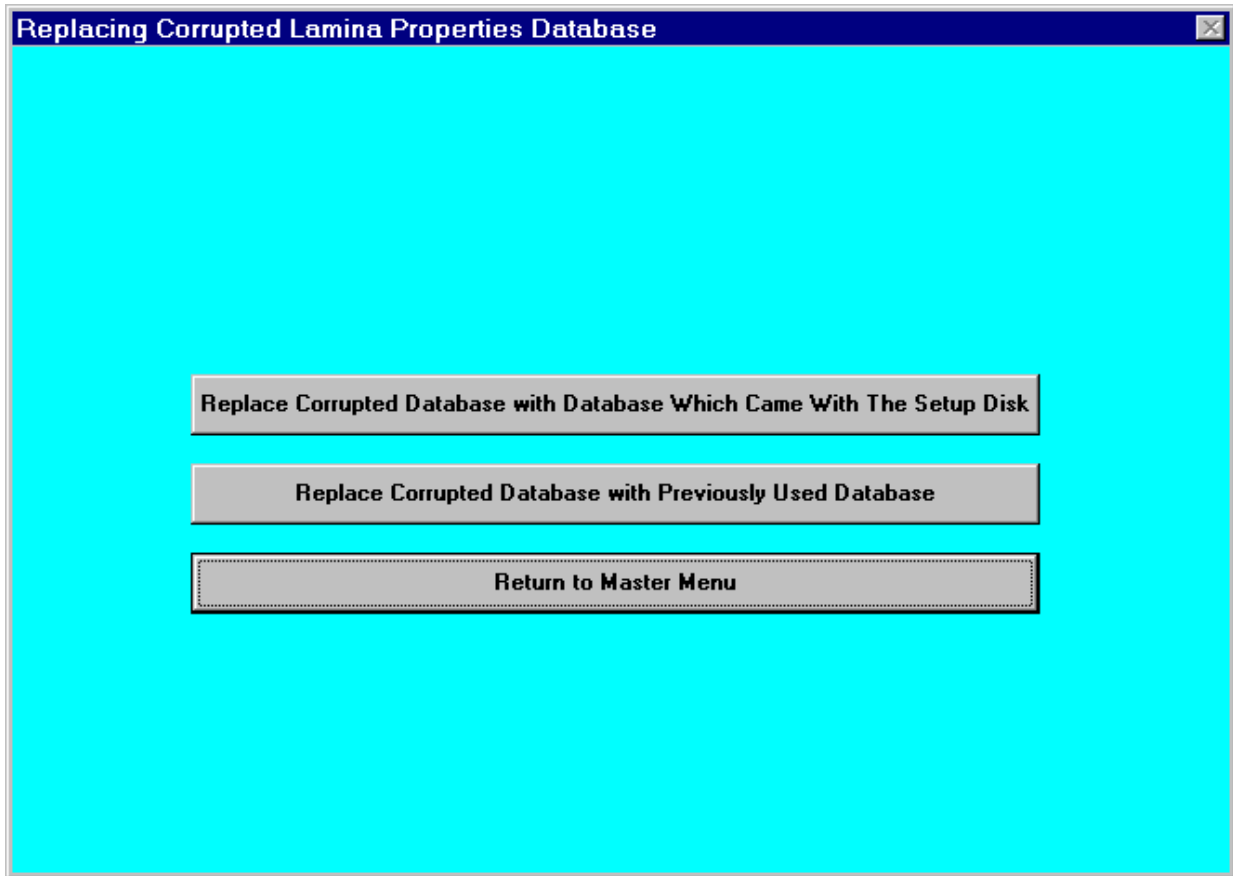 Replacing Corrupted Lamina Properties Database
Replace Corrupted Database with Database Which Came With The Setup Disk
Replace Corrupted Database with Previously Used Database
Return to Master Menu